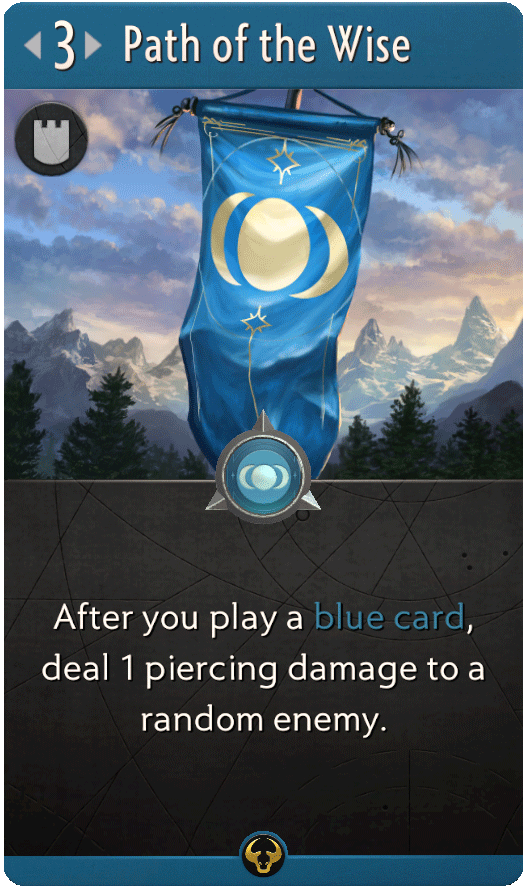 3 Path of the Wise
After you play a blue card,
deal 1 piercing damage to a
random enemy.